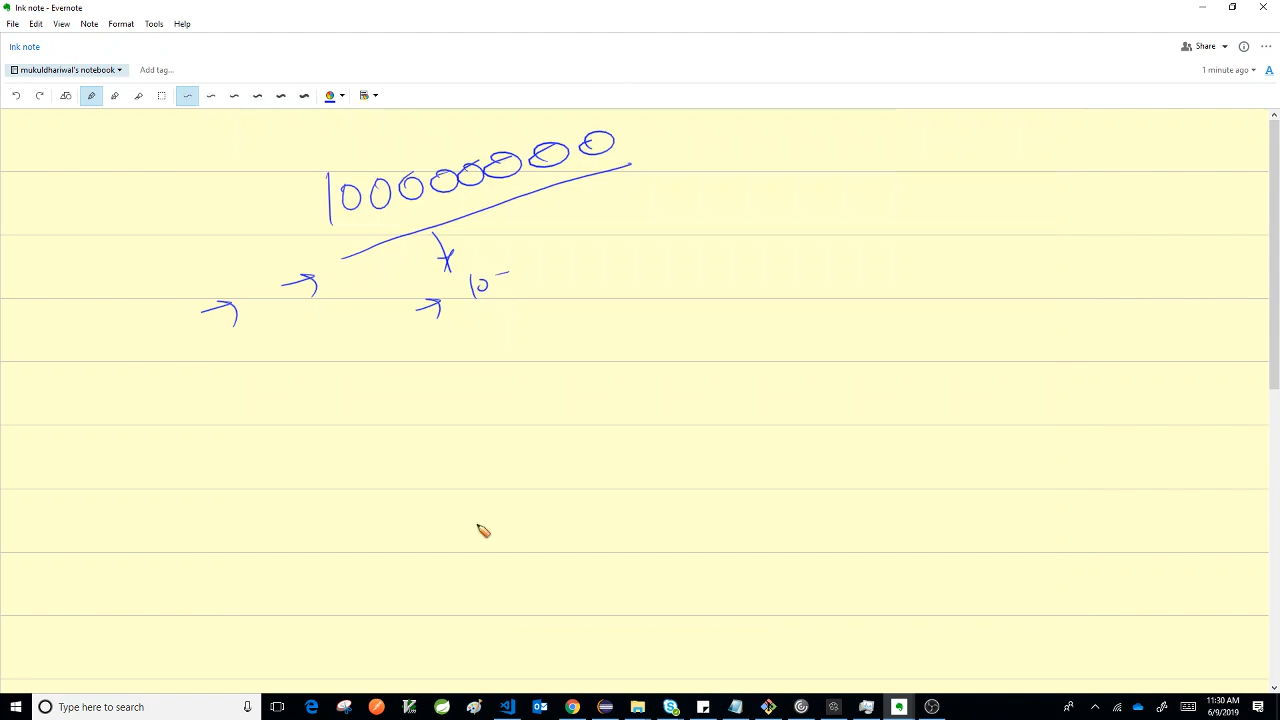 Ink note - Evernote
File Edit View Note Format Tools Help
Ink note
Share
mukuldhariwal's notebook Add tag...
1 minute ago
A
1000000000
10
Type here to search
11:30 AM
6/9/2019